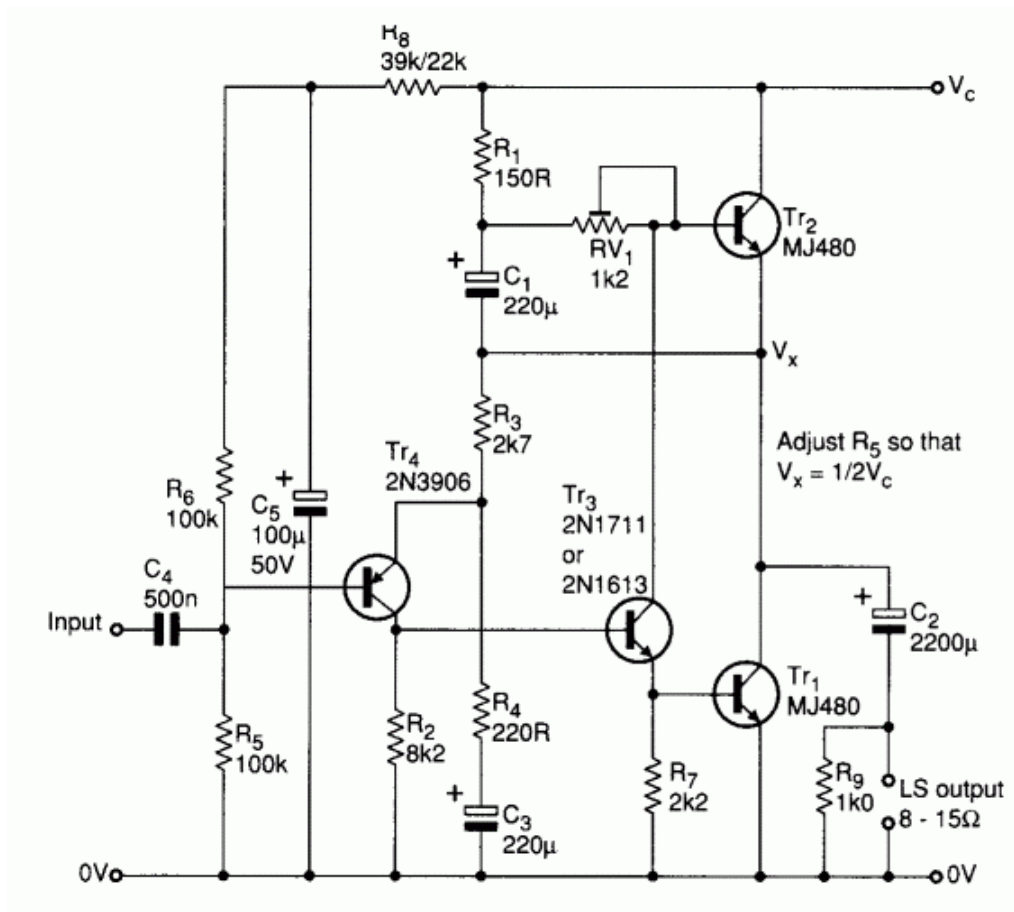 R8
39k/22k
Vc
R1
150R
Tr2
MJ480
RV1
1k2
+
C1
220µ
Vx
R3
2k7
Adjust R5 so that
Vx = 1/2Vc
Tr4
2N3906
R6
100k
+
C5
100µ
50V
Tr3
2N1711
or
2N1613
C4
500n
Input
+
C2
2200µ
Tr1
MJ480
R5
100k
R2
8k2
R4
220R
R7
2k2
R9
1k0
LS output
8 - 15Ω
+
C3
220µ
0V
0V